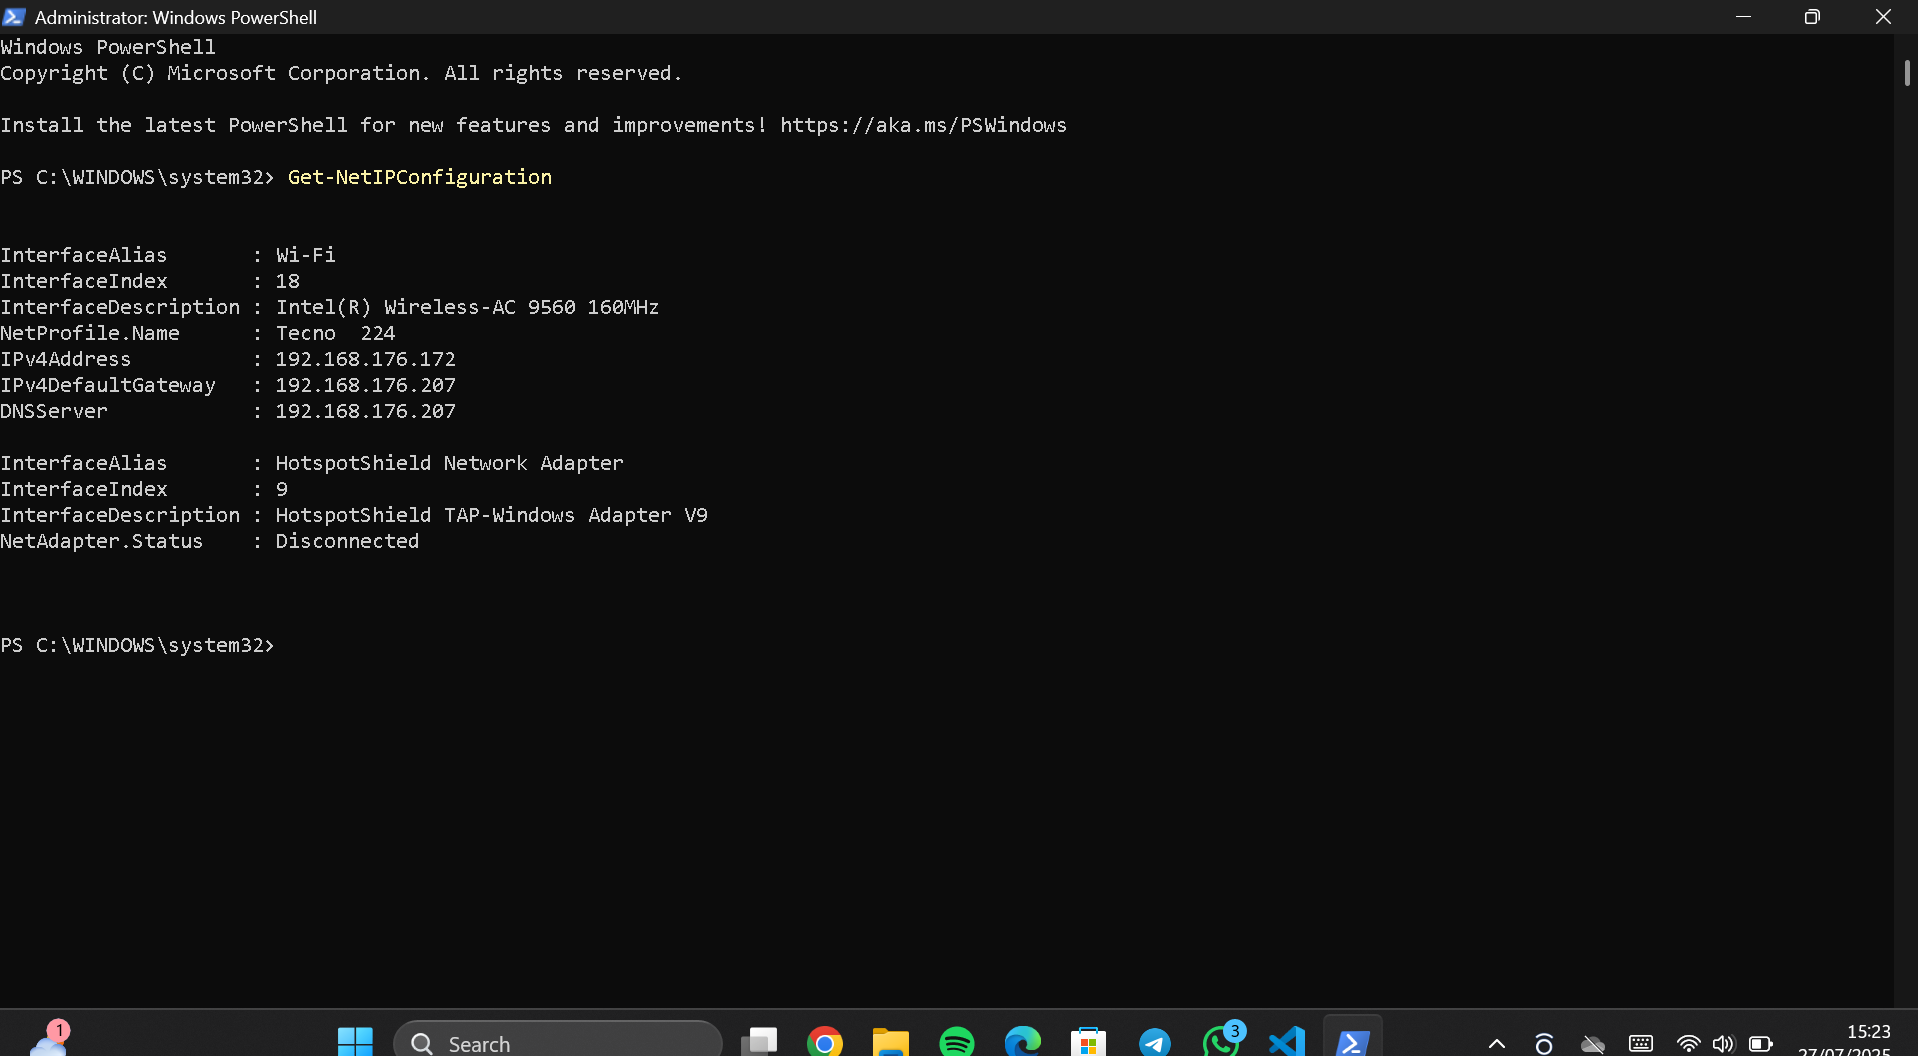 Administrator: Windows PowerShell
Windows PowerShell
Copyright (C) Microsoft Corporation. All rights reserved.
Install the latest PowerShell for new features and improvements! https://aka.ms/PSWindows
PS C:\WINDOWS\system32> Get-NetIPConfiguration
InterfaceAlias       : Wi-Fi
InterfaceIndex       : 18
InterfaceDescription : Intel(R) Wireless-AC 9560 160MHz
NetProfile.Name      : Tecno  224
IPv4Address          : 192.168.176.172
IPv4DefaultGateway   : 192.168.176.207
DNSServer            : 192.168.176.207
InterfaceAlias       : HotspotShield Network Adapter
InterfaceIndex       : 9
InterfaceDescription : HotspotShield TAP-Windows Adapter V9
NetAdapter.Status    : Disconnected
PS C:\WINDOWS\system32>
1
Search
3
15:23
27/07/2025